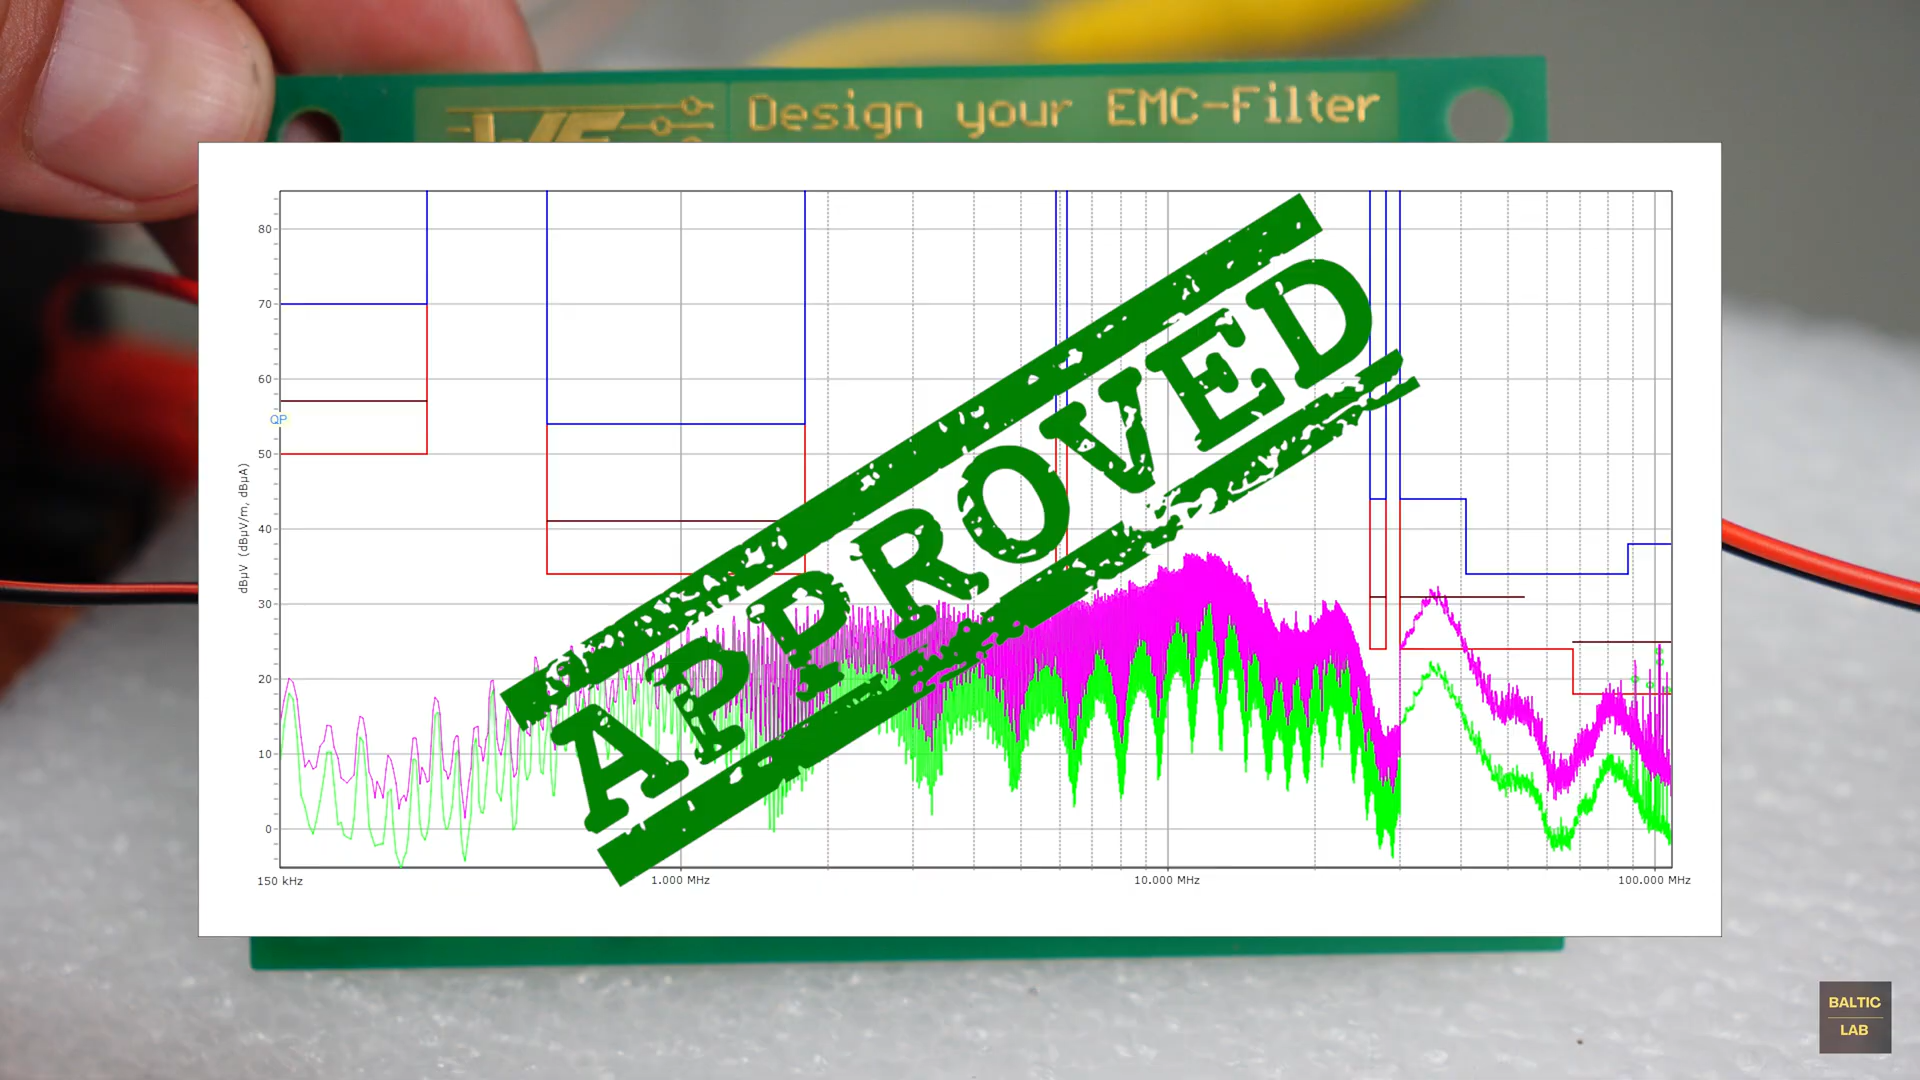 Design your EMC-Filter
80
70
60
QP
50
40
30
20
10
0
dBµV (dBµV/m, dBµA)
150 kHz
1.000 MHz
10.000 MHz
100.000 MHz
APPROVED
BALTIC
LAB